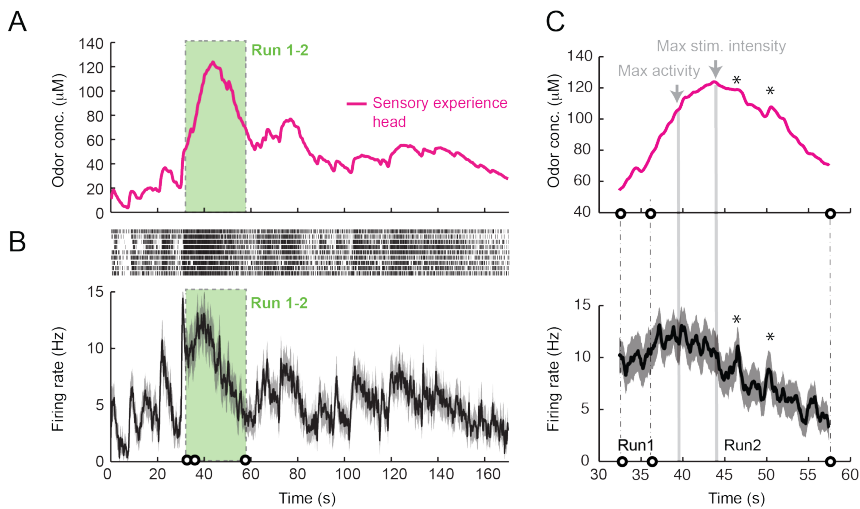 A
140
120
100
80
60
40
20
0
Odor conc. (µM)
Run 1-2
Sensory experience
head
B
15
10
5
0
Firing rate (Hz)
Run 1-2
0 20 40 60 80 100 120 140 160
Time (s)
C
Max stim. intensity
Max activity
* *
140
120
100
80
60
40
Odor conc. (µM)
15
10
5
0
Firing rate (Hz)
* *
Run1 Run2
30 35 40 45 50 55 60
Time (s)